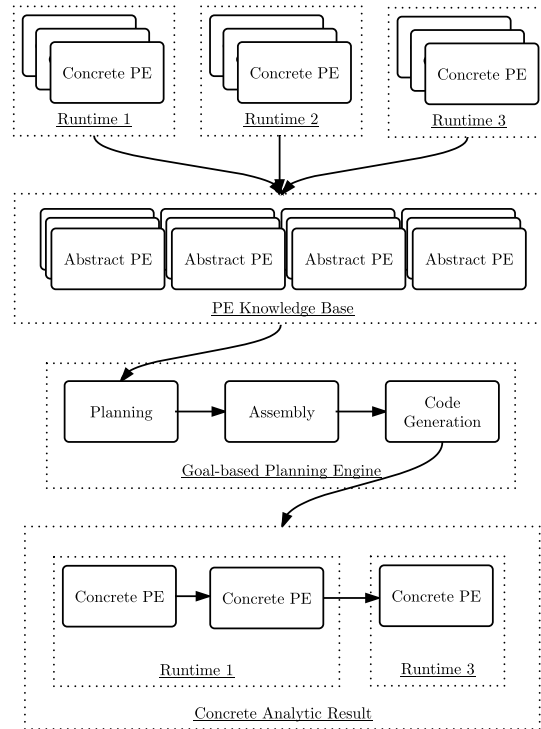 Concrete PE
Concrete PE
Concrete PE
Runtime 1
Runtime 2
Runtime 3
Abstract PE
Abstract PE
Abstract PE
Abstract PE
PE Knowledge Base
Planning
Assembly
Code
Generation
Goal-based Planning Engine
Concrete PE
Concrete PE
Concrete PE
Runtime 1
Runtime 3
Concrete Analytic Result